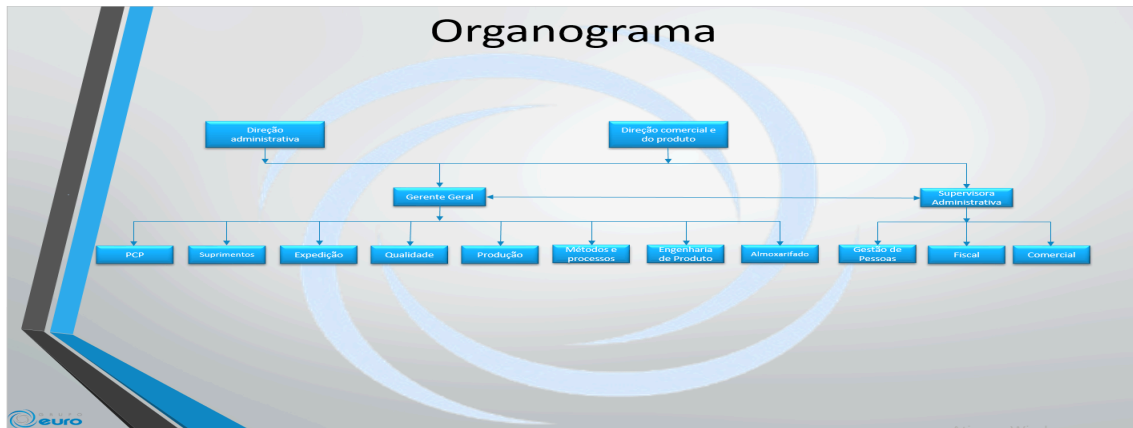 Organograma
Direção
administrativa
Direção comercial e
do produto
Gerente Geral
Supervisora
Administrativa
PCP
Suprimentos
Expedição
Qualidade
Produção
Métodos e
processos
Engenharia
de Produto
Almoxarifado
Gestão de
Pessoas
Fiscal
Comercial
GRUPO
euro